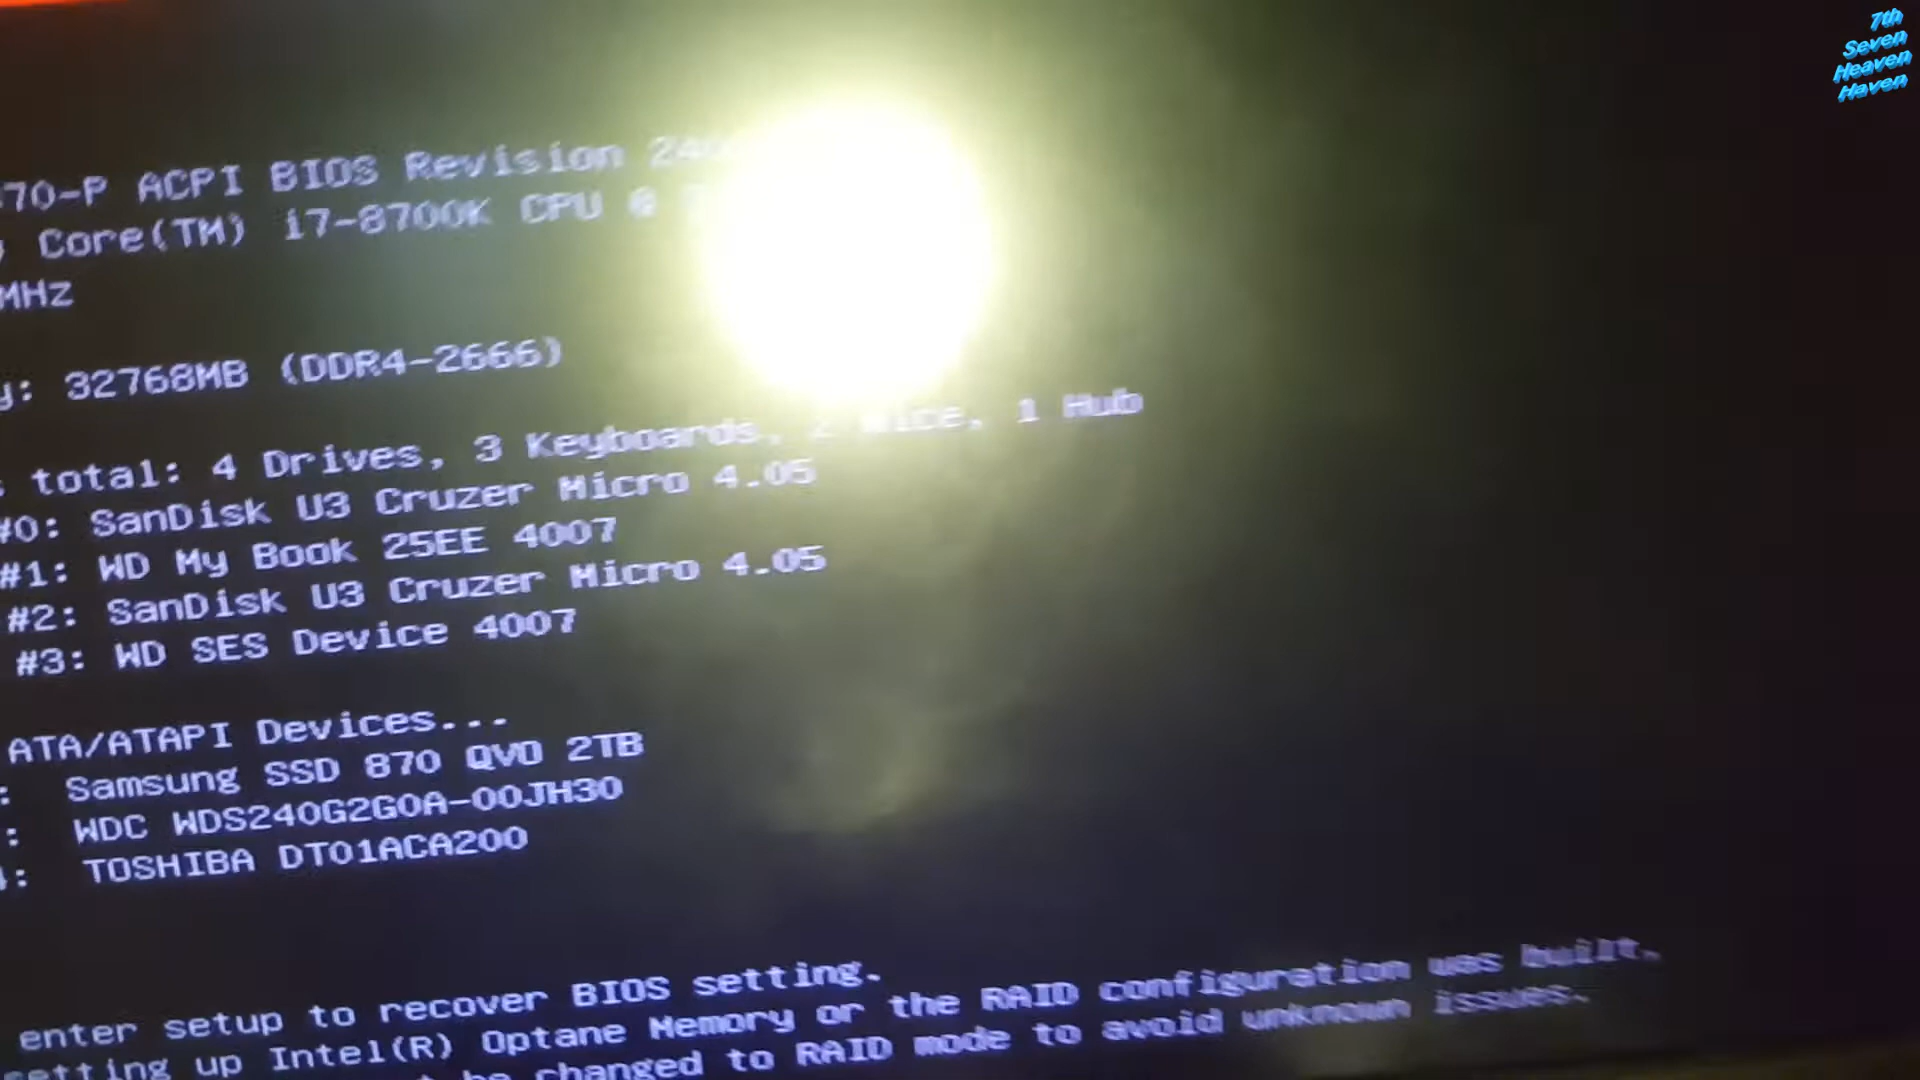 7th
Seven
Heaven
Haven
70-P ACPI BIOS Revision 240
Core(TM) i7-8700K CPU @
MHz
y: 32768MB (DDR4-2666)
s total: 4 Drives, 3 Keyboards, 2 Mice, 1 Hub
#0: SanDisk U3 Cruzer Micro 4.05
#1: WD My Book 25EE 4007
#2: SanDisk U3 Cruzer Micro 4.05
#3: WD SES Device 4007
ATA/ATAPI Devices...
: Samsung SSD 870 QVO 2TB
: WDC WDS240G2G0A-00JH30
: TOSHIBA DT01ACA200
enter setup to recover BIOS setting.
setting up Intel(R) Optane Memory or the RAID configuration was built,
be changed to RAID mode to avoid unknown issues.